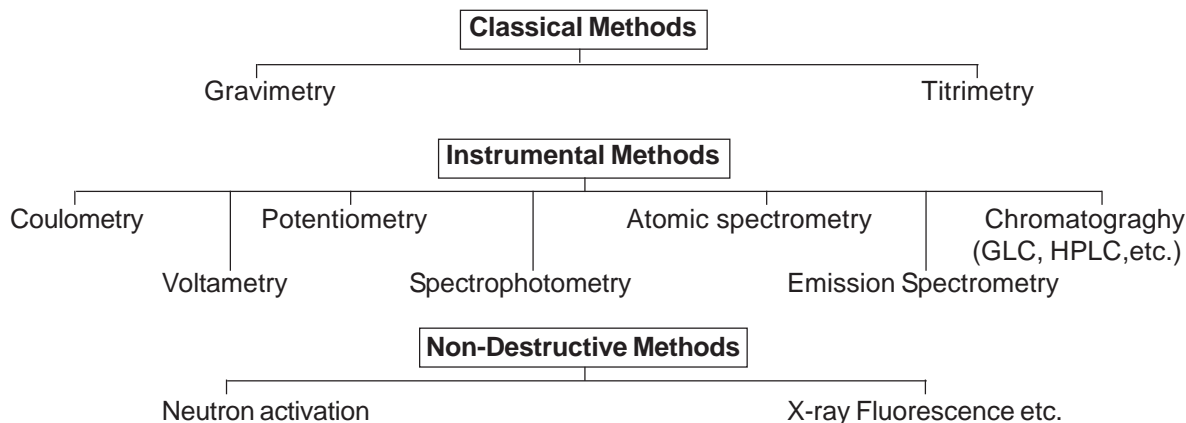 Classical Methods
Gravimetry Titrimetry
Instrumental Methods
Coulometry Potentiometry Atomic spectrometry Chromatograghy
(GLC, HPLC,etc.)
Voltametry Spectrophotometry Emission Spectrometry
Non-Destructive Methods
Neutron activation X-ray Fluorescence etc.